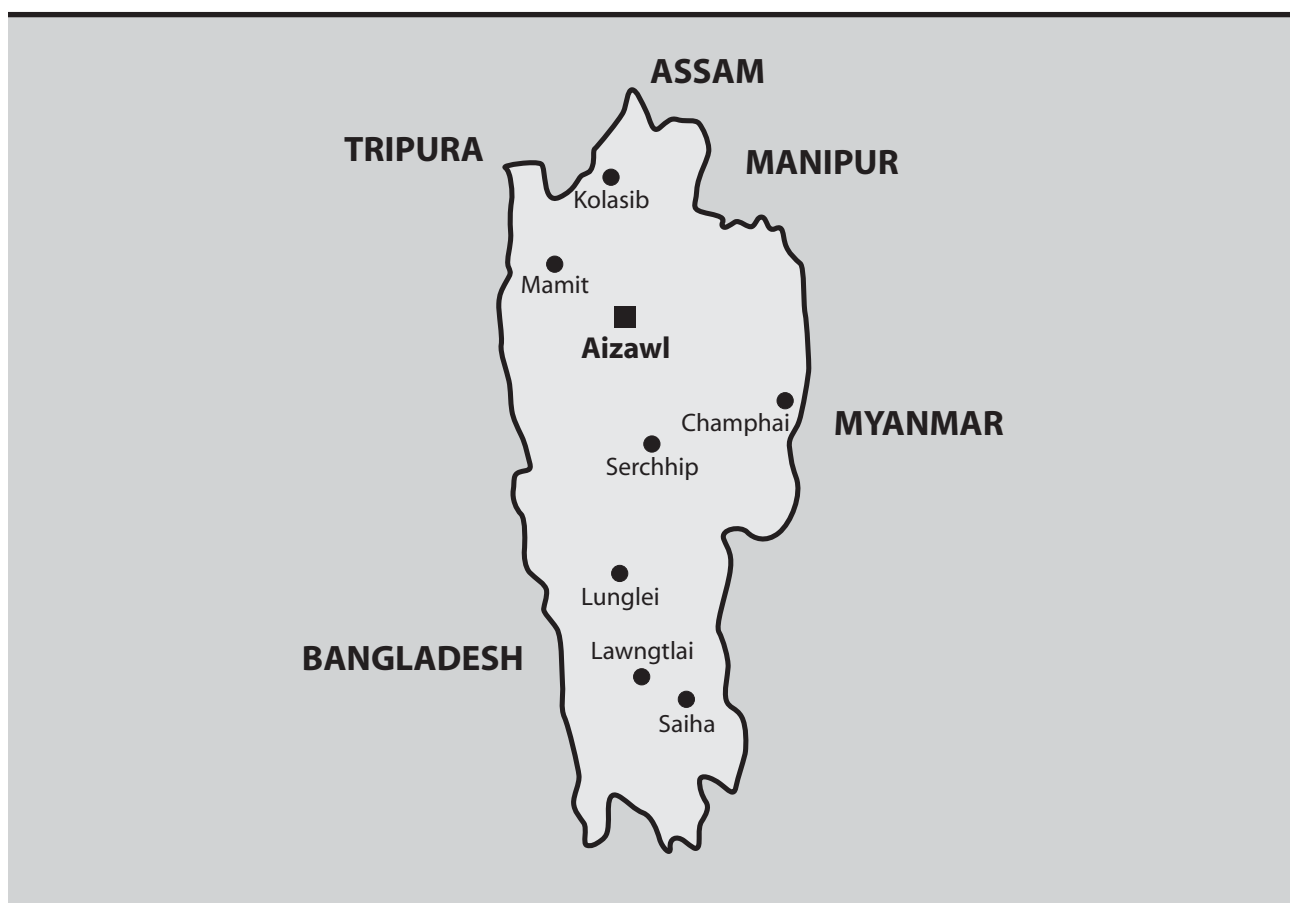 ASSAM
TRIPURA
MANIPUR
Kolasib
Mamit
Aizawl
Champhai
MYANMAR
Serchhip
Lunglei
BANGLADESH
Lawngtlai
Saiha